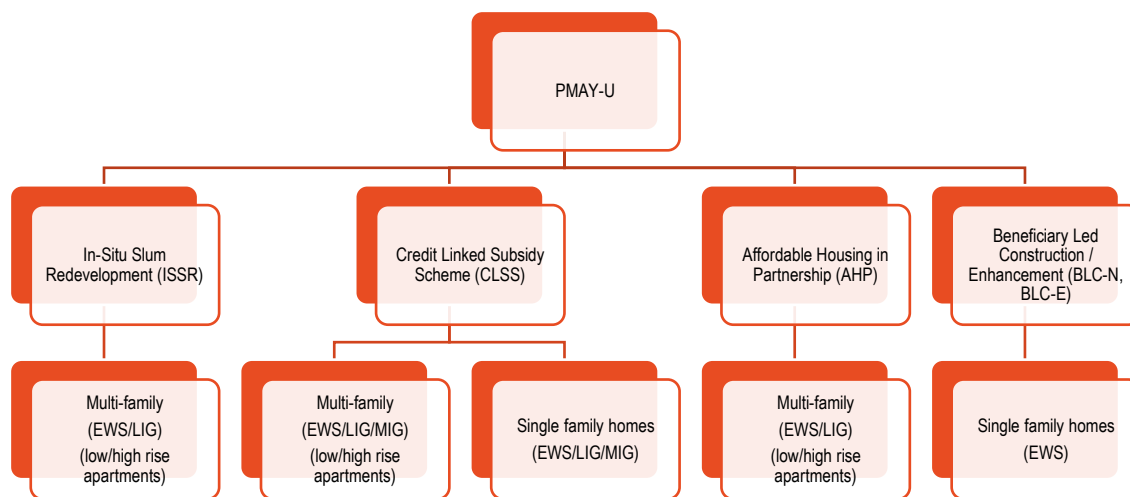 PMAY-U
In-Situ Slum
Redevelopment (ISSR)
Credit Linked Subsidy
Scheme (CLSS)
Affordable Housing in
Partnership (AHP)
Beneficiary Led
Construction /
Enhancement (BLC-N,
BLC-E)
Multi-family
(EWS/LIG)
(low/high rise
apartments)
Multi-family
(EWS/LIG/MIG)
(low/high rise
apartments)
Single family homes
(EWS/LIG/MIG)
Multi-family
(EWS/LIG)
(low/high rise
apartments)
Single family homes
(EWS)